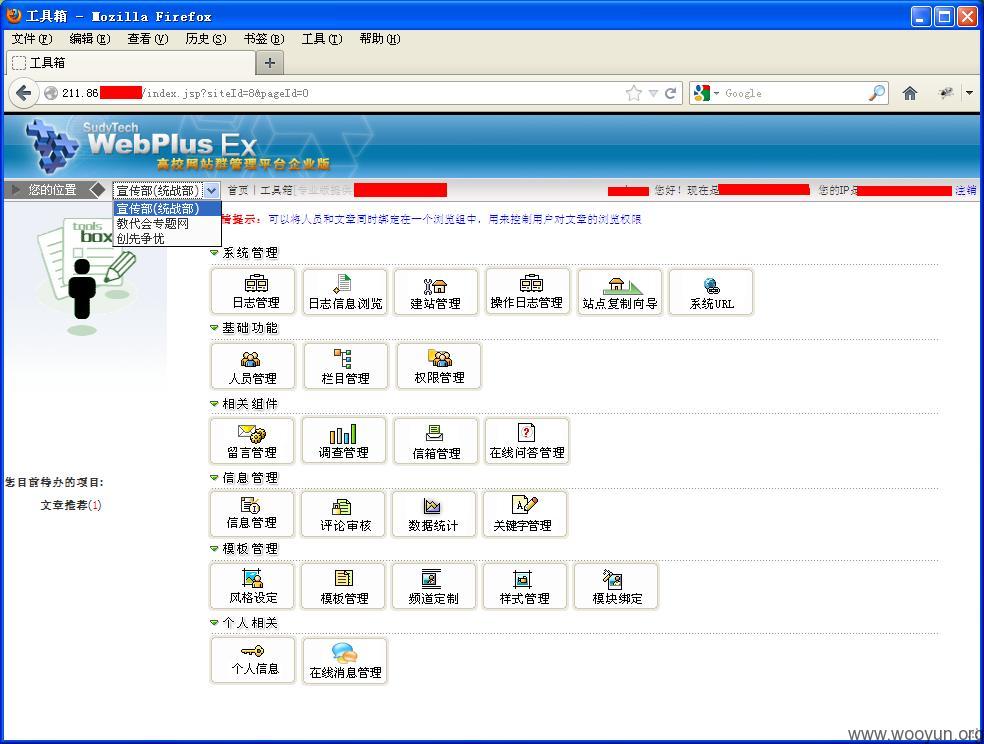 工具箱 - Mozilla Firefox
文件(F) 编辑(E) 查看(V) 历史(S) 书签(B) 工具(T) 帮助(H)
工具箱
211.86 /index.jsp?siteId=8&pageId=0
Google
SudyTech
WebPlus Ex
高校网站群管理平台企业版
您的位置 宣传部(统战部) 首页 | 工具箱[专业版提供 您好！现在是 您的IP是 注销
宣传部(统战部)
教代会专题网
创先争优
提示： 可以将人员和文章同时绑定在一个浏览组中，用来控制用户对文章的浏览权限
tools
box
系统管理
日志管理 日志信息浏览 建站管理 操作日志管理 站点复制向导 系统URL
基础功能
人员管理 栏目管理 权限管理
相关组件
留言管理 调查管理 信箱管理 在线问答管理
您目前待办的项目:
文章推荐(1)
信息管理
信息管理 评论审核 数据统计 关键字管理
模板管理
风格设定 模板管理 频道定制 样式管理 模块绑定
个人相关
个人信息 在线消息管理
www.wooyun.org